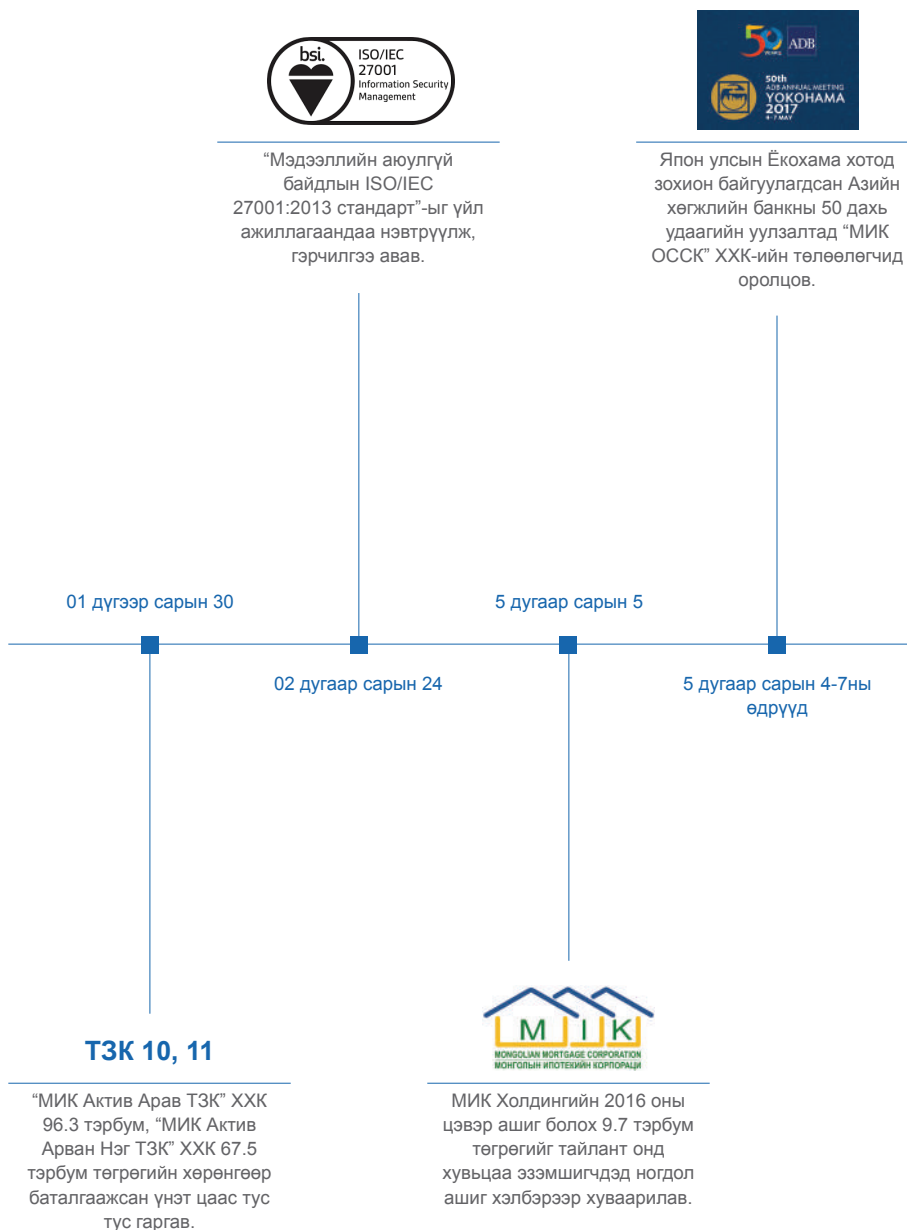 bsi.
ISO/IEC
27001
Information Security
Management
“Мэдээллийн аюулгүй
байдлын ISO/IEC
27001:2013 стандарт”-ыг үйл
ажиллагаандаа нэвтрүүлж,
гэрчилгээ авав.
50 ADB
50th
ADB ANNUAL MEETING
YOKOHAMA
2017
4-7 MAY
Япон улсын Ёкохама хотод
зохион байгуулагдсан Азийн
хөгжлийн банкны 50 дахь
удаагийн уулзалтад “МИК
ОССК” ХХК-ийн төлөөлөгчид
оролцов.
01 дүгээр сарын 30
5 дугаар сарын 5
02 дугаар сарын 24
5 дугаар сарын 4-7ны
өдрүүд
ТЗК 10, 11
“МИК Актив Арав ТЗК” ХХК
96.3 тэрбум, “МИК Актив
Арван Нэг ТЗК” ХХК 67.5
тэрбум төгрөгийн хөрөнгөөр
баталгаажсан үнэт цаас тус
тус гаргав.
MIK
MONGOLIAN MORTGAGE CORPORATION
МОНГОЛЫН ИПОТЕКИЙН КОРПОРАЦИ
МИК Холдингийн 2016 оны
цэвэр ашиг болох 9.7 тэрбум
төгрөгийг тайлант онд
хувьцаа эзэмшигчдэд ногдол
ашиг хэлбэрээр хуваарилав.